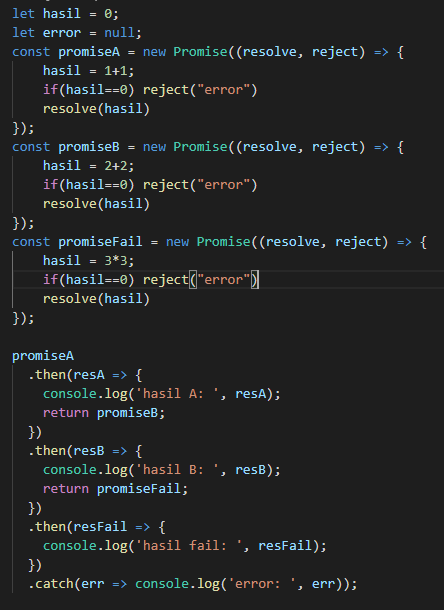 let hasil = 0;
let error = null;
const promiseA = new Promise((resolve, reject) => {
    hasil = 1+1;
    if(hasil==0) reject("error")
    resolve(hasil)
});
const promiseB = new Promise((resolve, reject) => {
    hasil = 2+2;
    if(hasil==0) reject("error")
    resolve(hasil)
});
const promiseFail = new Promise((resolve, reject) => {
    hasil = 3*3;
    if(hasil==0) reject("error")
    resolve(hasil)
});

promiseA
  .then(resA => {
    console.log('hasil A: ', resA);
    return promiseB;
  })
  .then(resB => {
    console.log('hasil B: ', resB);
    return promiseFail;
  })
  .then(resFail => {
    console.log('hasil fail: ', resFail);
  })
  .catch(err => console.log('error: ', err));